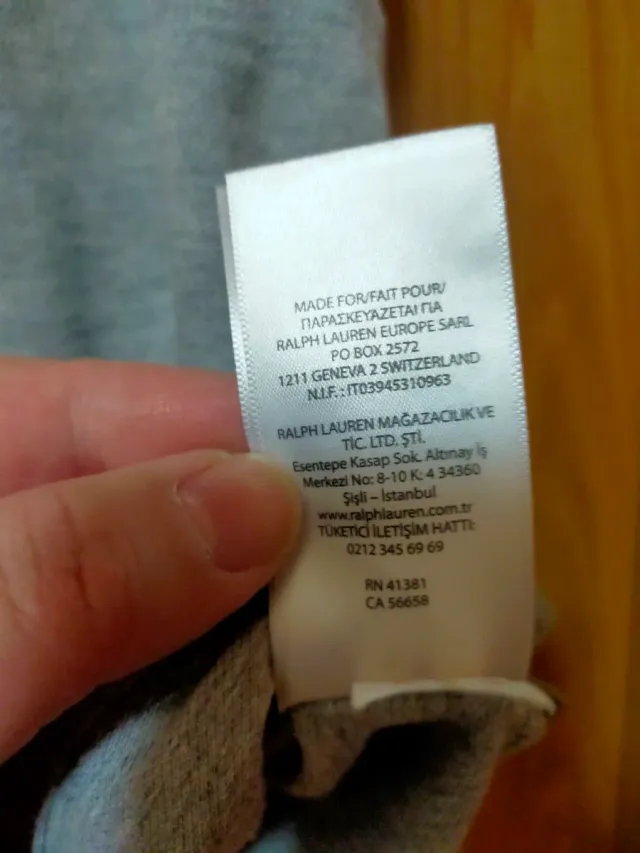 MADE FOR/FAIT POUR/
ΠΑΡΑΣΚΕΥΑΖΕΤΑΙ ΓΙΑ
RALPH LAUREN EUROPE SARL
PO BOX 2572
1211 GENEVA 2 SWITZERLAND
N.I.F. : IT03945310963
RALPH LAUREN MAĞAZACILIK VE
TİC. LTD. ŞTİ.
Esentepe Kasap Sok. Altınay İş
Merkezi No: 8-10 K: 4 34360
Şişli – İstanbul
www.ralphlauren.com.tr
TÜKETİCİ İLETİŞİM HATTI:
0212 345 69 69
RN 41381
CA 56658